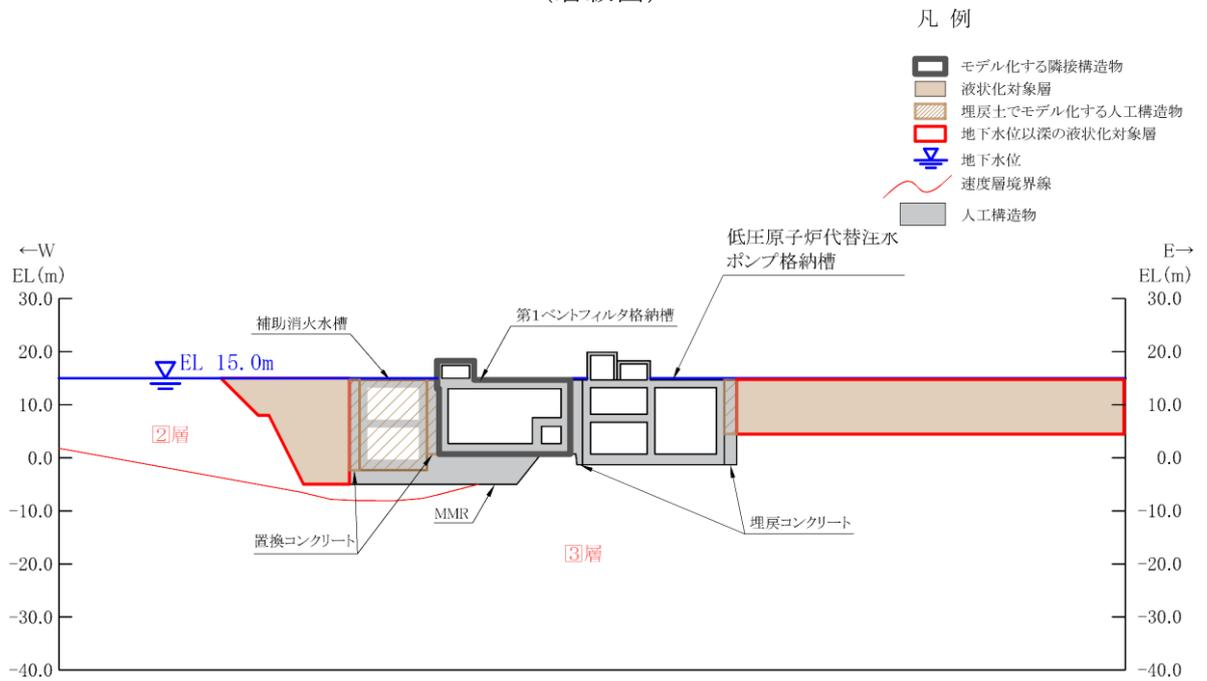 凡 例
モデル化する隣接構造物
液状化対象層
埋戻土でモデル化する人工構造物
地下水位以深の液状化対象層
地下水位
速度層境界線
人工構造物
←W
EL(m)
E→
EL(m)
低圧原子炉代替注水
ポンプ格納槽
第1ベントフィルタ格納槽
補助消火水槽
EL 15.0m
30.0
20.0
10.0
0.0
-10.0
-20.0
-30.0
-40.0
30.0
20.0
10.0
0.0
-10.0
-20.0
-30.0
-40.0
②層
③層
MMR
置換コンクリート
埋戻コンクリート